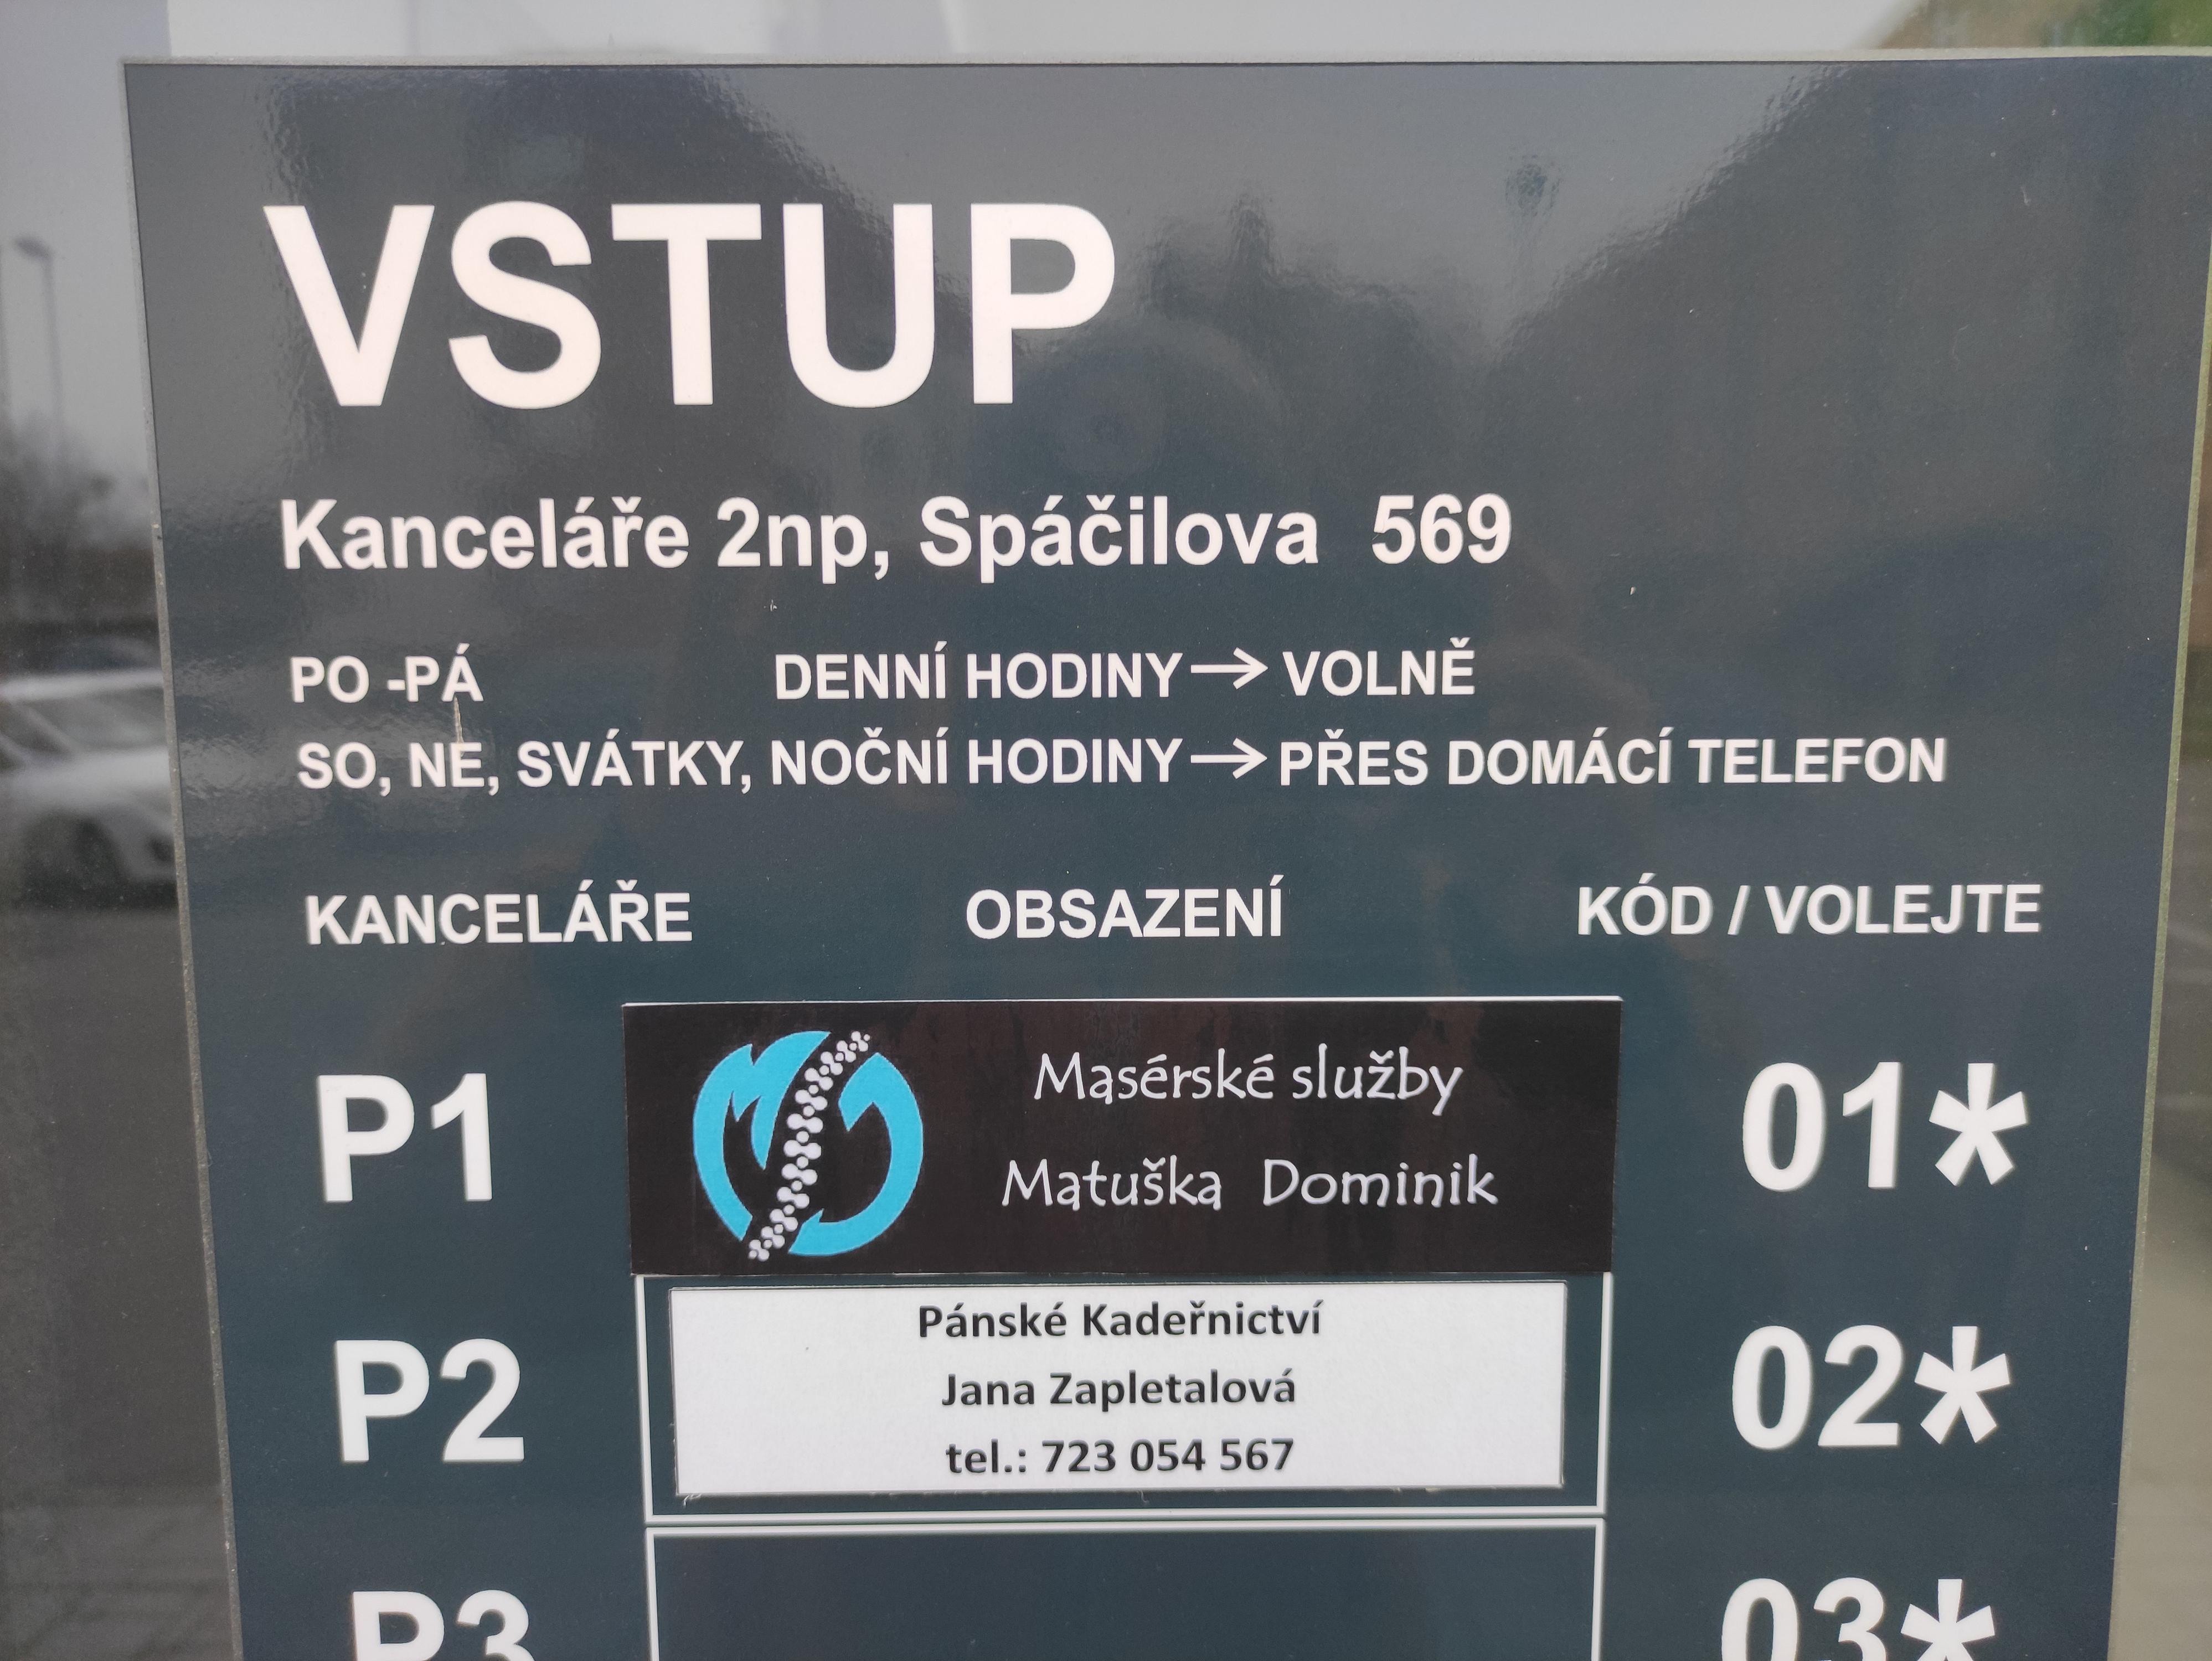 VSTUP
Kanceláře 2np, Spáčilova 569
PO -PÁ DENNÍ HODINY → VOLNĚ
SO, NE, SVÁTKY, NOČNÍ HODINY → PŘES DOMÁCÍ TELEFON
KANCELÁŘE OBSAZENÍ KÓD / VOLEJTE
P1 Masérské služby 01*
Matuška Dominik
P2 Pánské Kadeřnictví 02*
Jana Zapletalová
tel.: 723 054 567
P3 03*